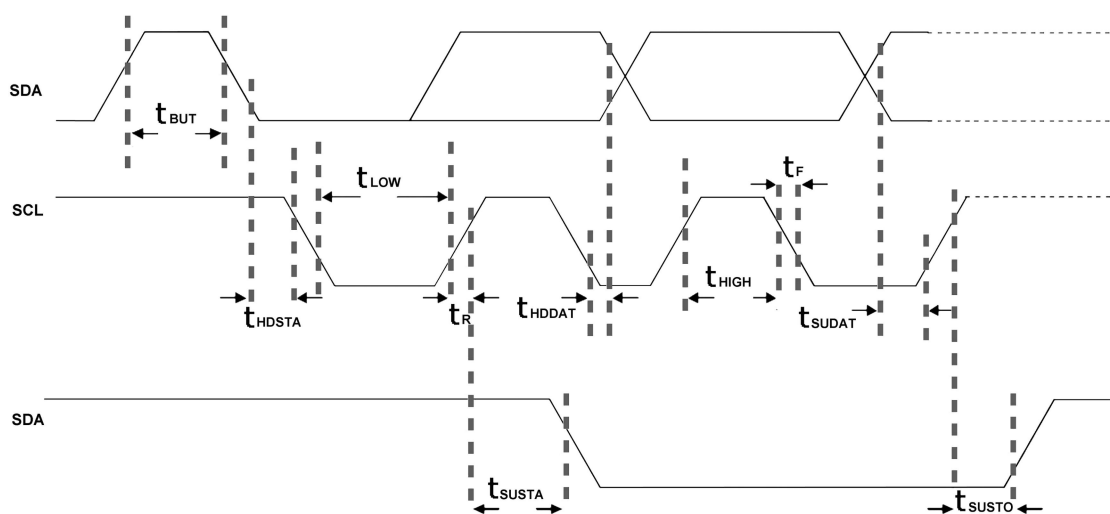 SDA
tBUT
tLOW
tF
SCL
tHDSTA
tR
tHDDAT
tHIGH
tSUDAT
SDA
tSUSTA
tSUSTO